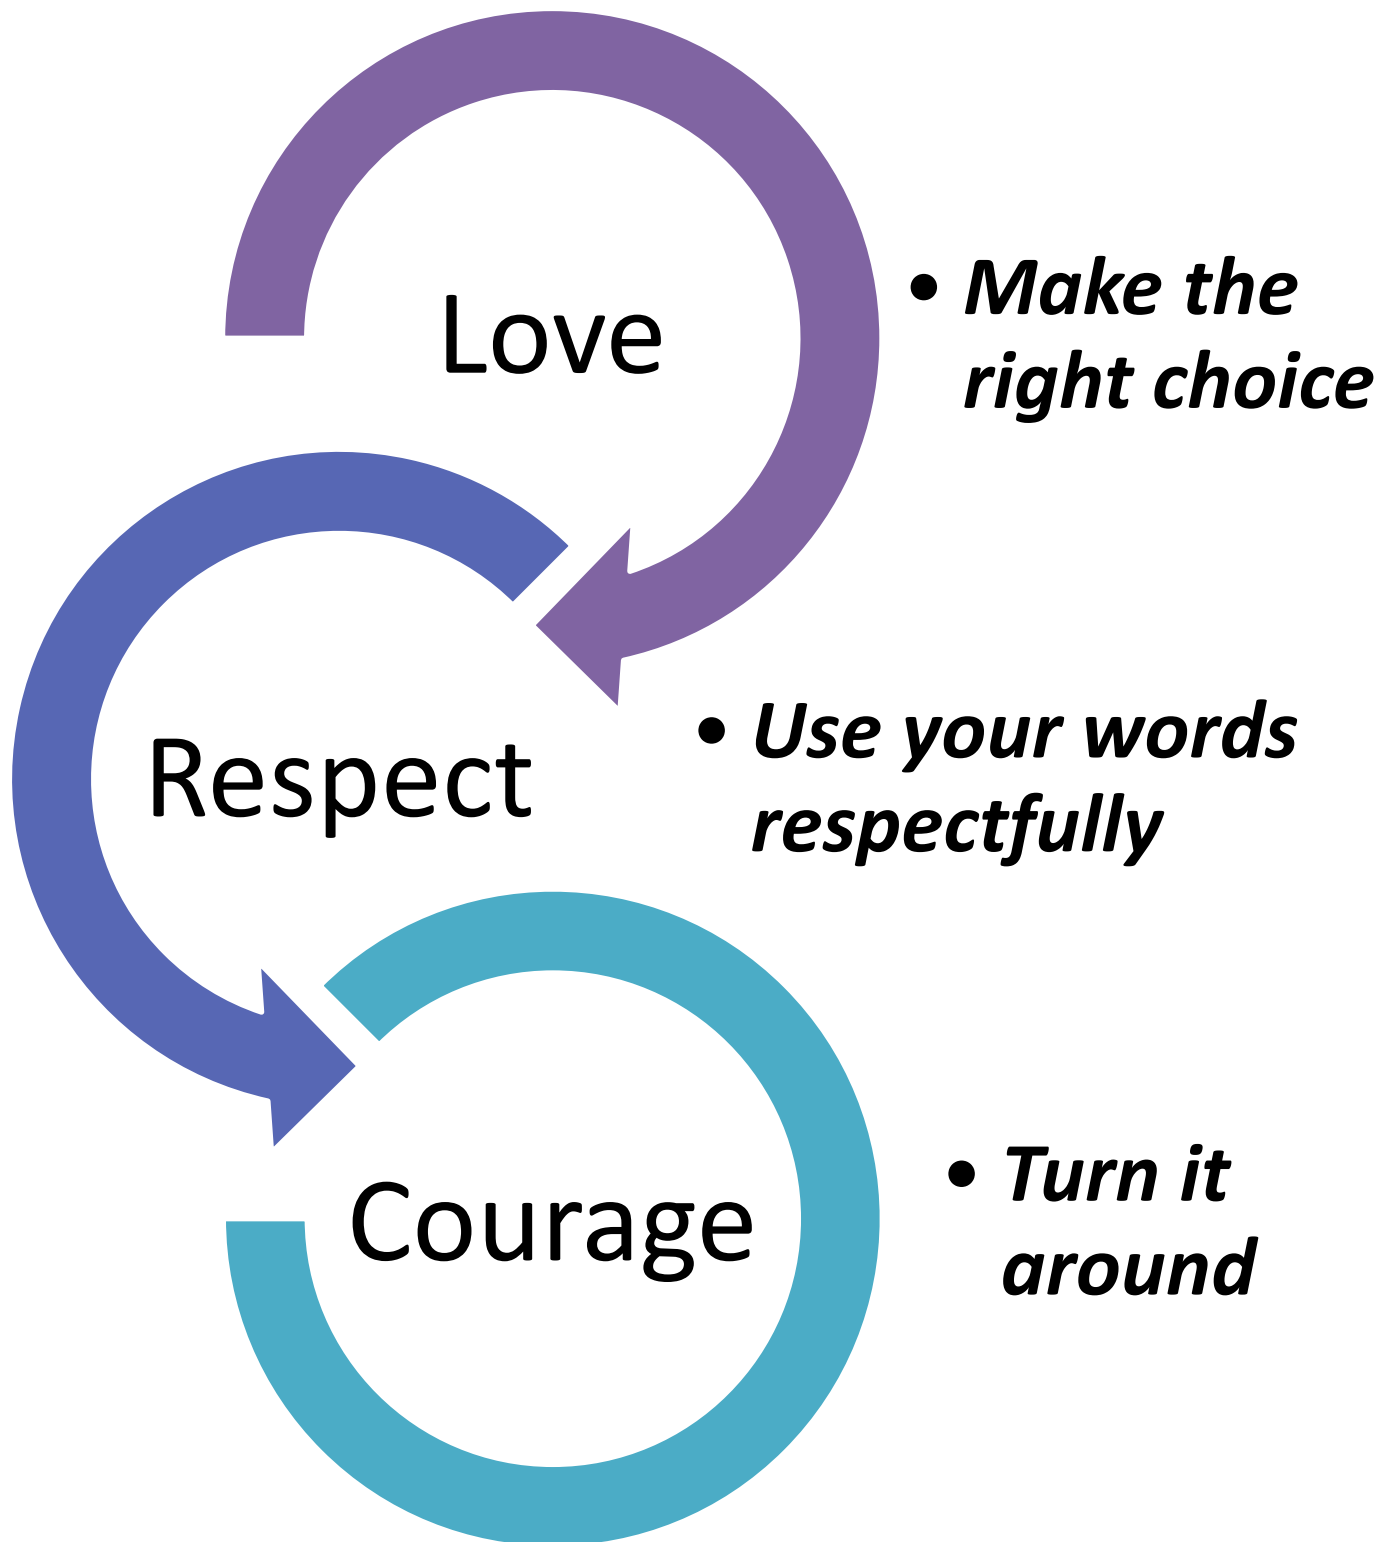 Love
• Make the
right choice
Respect
• Use your words
respectfully
Courage
• Turn it
around